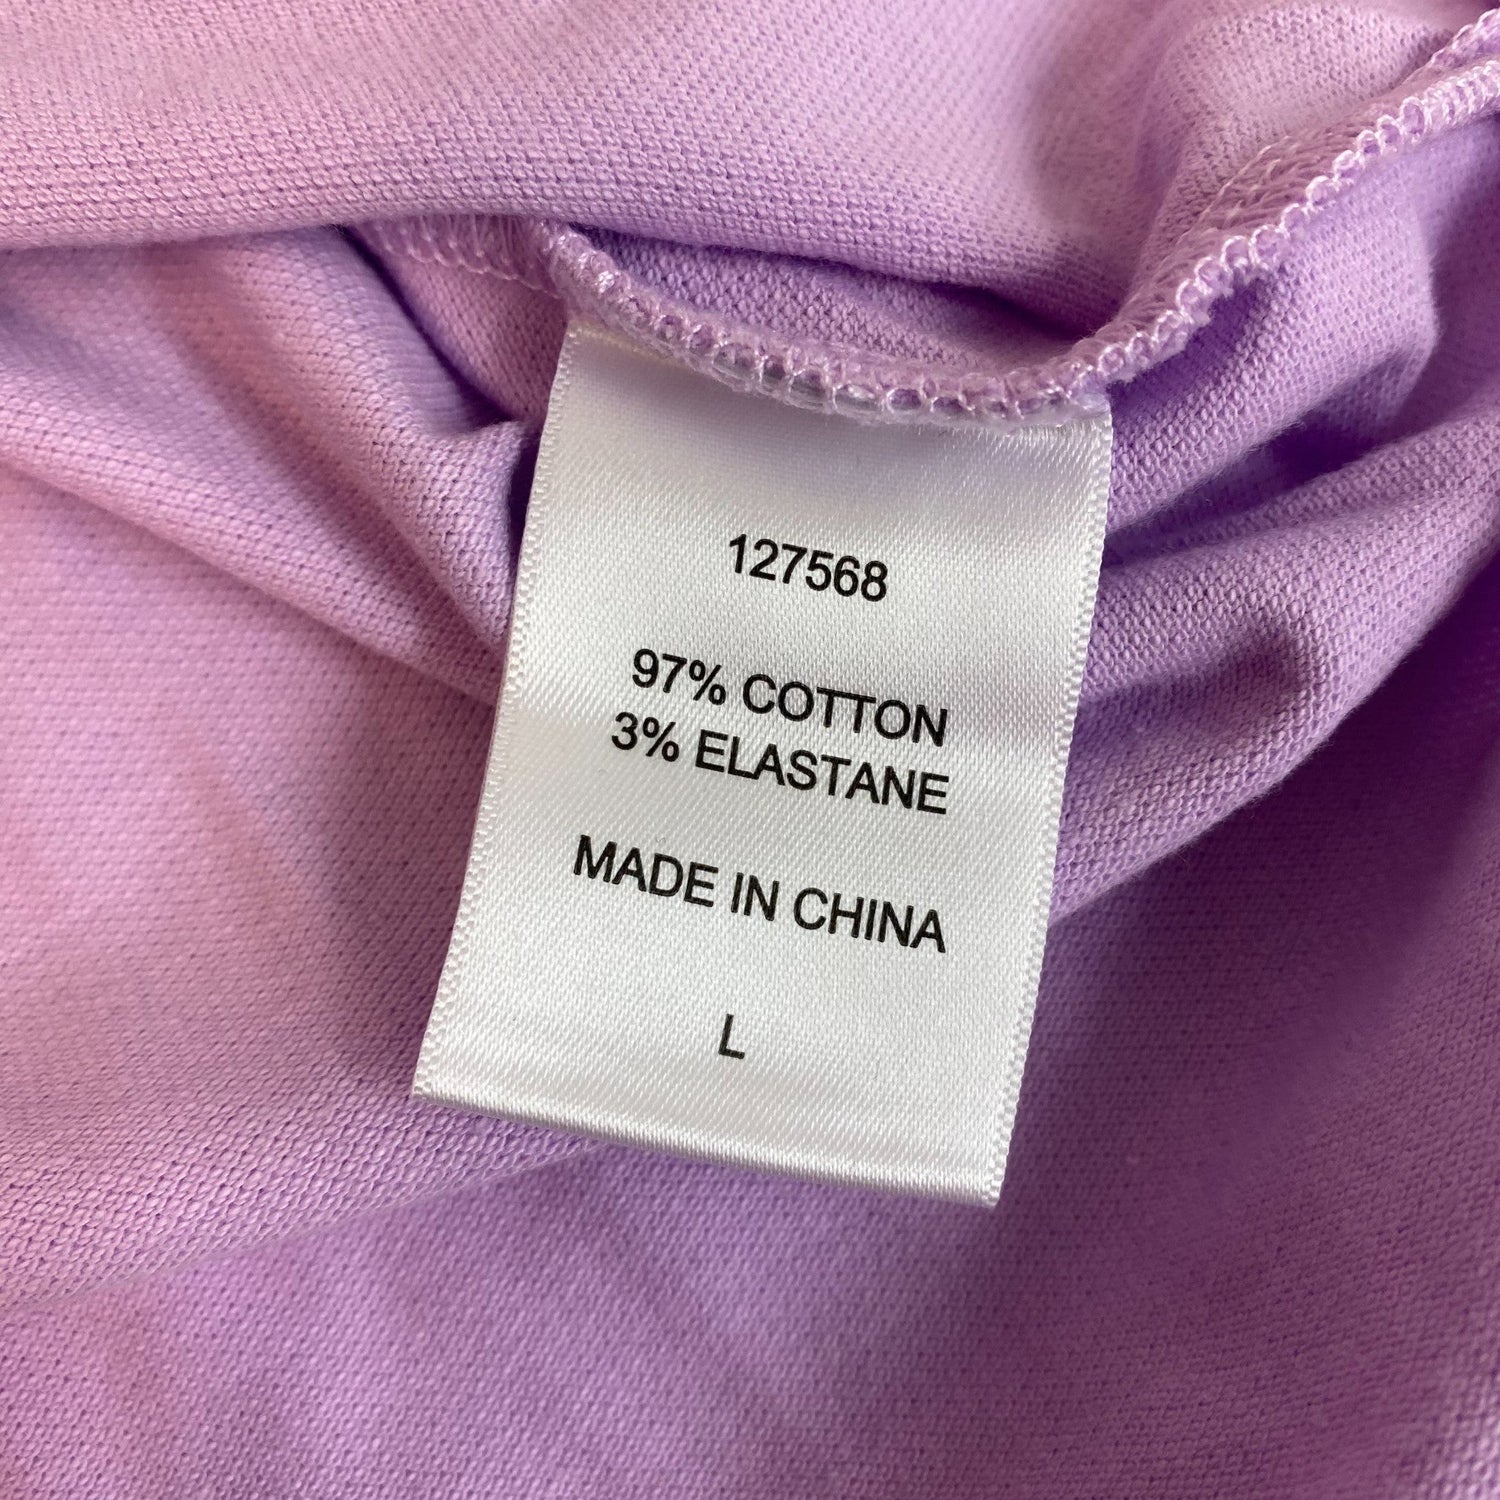 127568
97% COTTON
3% ELASTANE
MADE IN CHINA
L